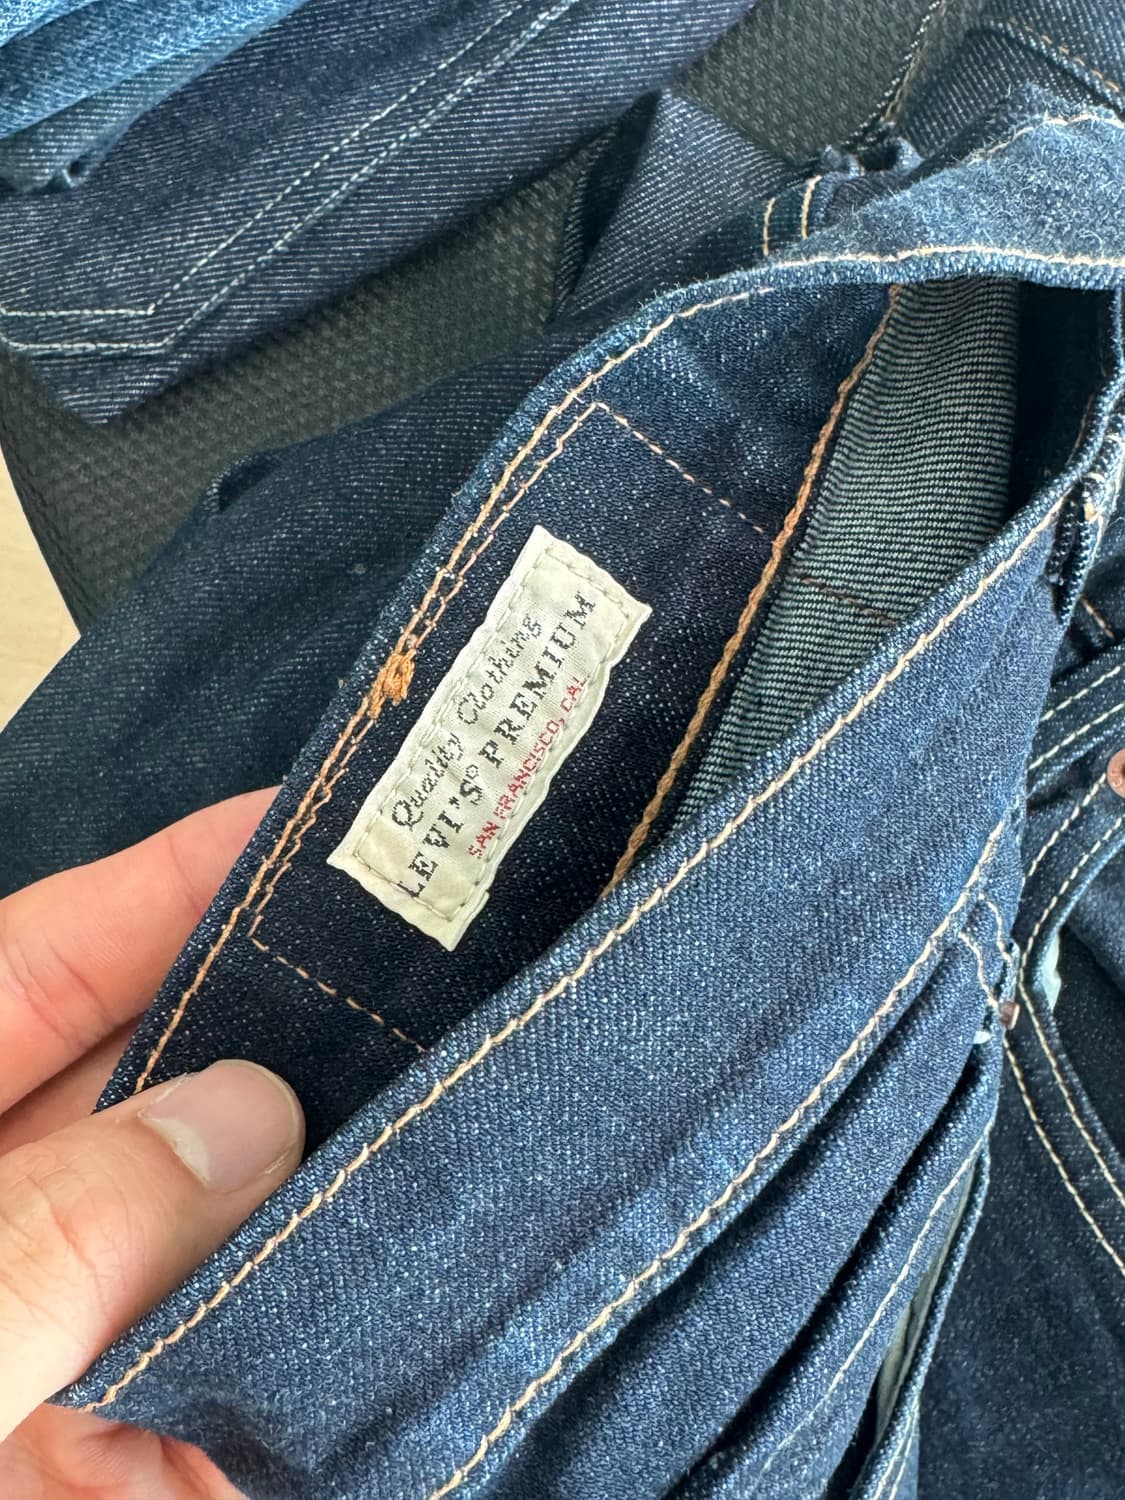 Quality Clothing
LEVI'S® PREMIUM
SAN FRANCISCO, CAL.